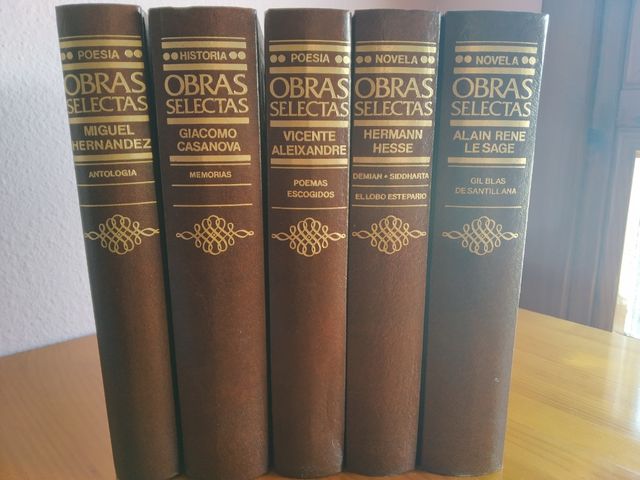 POESIA
OBRAS
SELECTAS
MIGUEL
HERNANDEZ
ANTOLOGIA
HISTORIA
OBRAS
SELECTAS
GIACOMO
CASANOVA
MEMORIAS
POESIA
OBRAS
SELECTAS
VICENTE
ALEIXANDRE
POEMAS
ESCOGIDOS
NOVELA
OBRAS
SELECTAS
HERMANN
HESSE
DEMIAN • SIDDHARTA
EL LOBO ESTEPARIO
NOVELA
OBRAS
SELECTAS
ALAIN RENE
LE SAGE
GIL BLAS
DE SANTILLANA